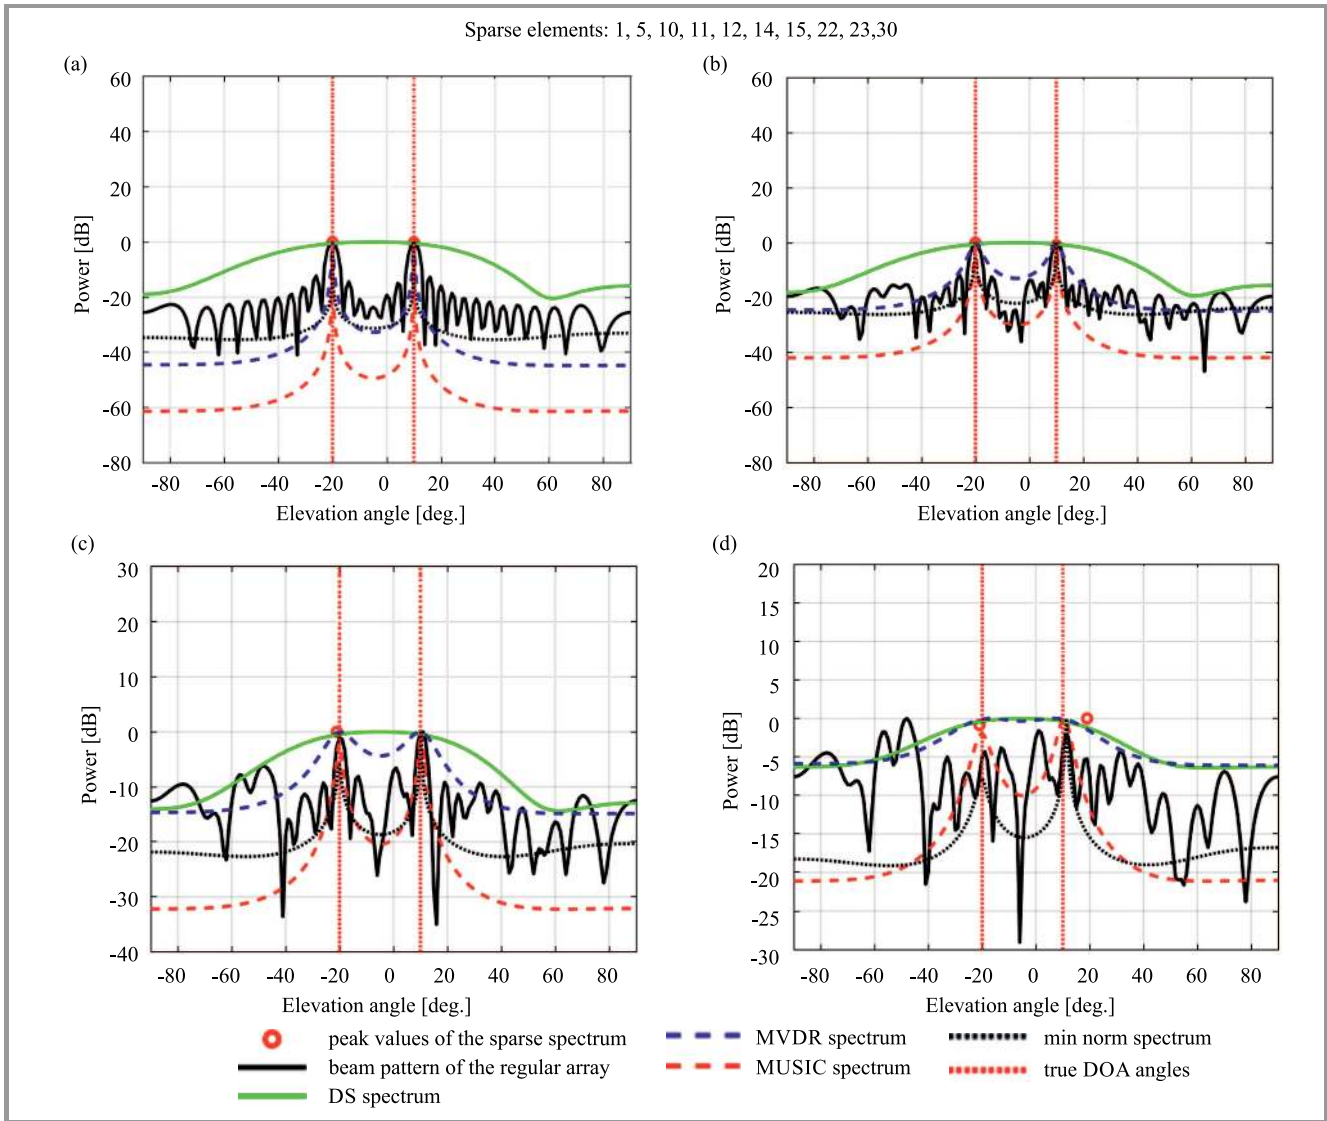 Sparse elements: 1, 5, 10, 11, 12, 14, 15, 22, 23,30
(a)
60
40
20
0
-20
-40
-60
-80
Power [dB]
-80 -60 -40 -20 0 20 40 60 80
Elevation angle [deg.]
(b)
60
40
20
0
-20
-40
-60
-80
Power [dB]
-80 -60 -40 -20 0 20 40 60 80
Elevation angle [deg.]
(c)
30
20
10
0
-10
-20
-30
-40
Power [dB]
-80 -60 -40 -20 0 20 40 60 80
Elevation angle [deg.]
(d)
20
15
10
5
0
-5
-10
-15
-20
-25
-30
Power [dB]
-80 -60 -40 -20 0 20 40 60 80
Elevation angle [deg.]
peak values of the sparse spectrum
beam pattern of the regular array
DS spectrum
MVDR spectrum
MUSIC spectrum
min norm spectrum
true DOA angles